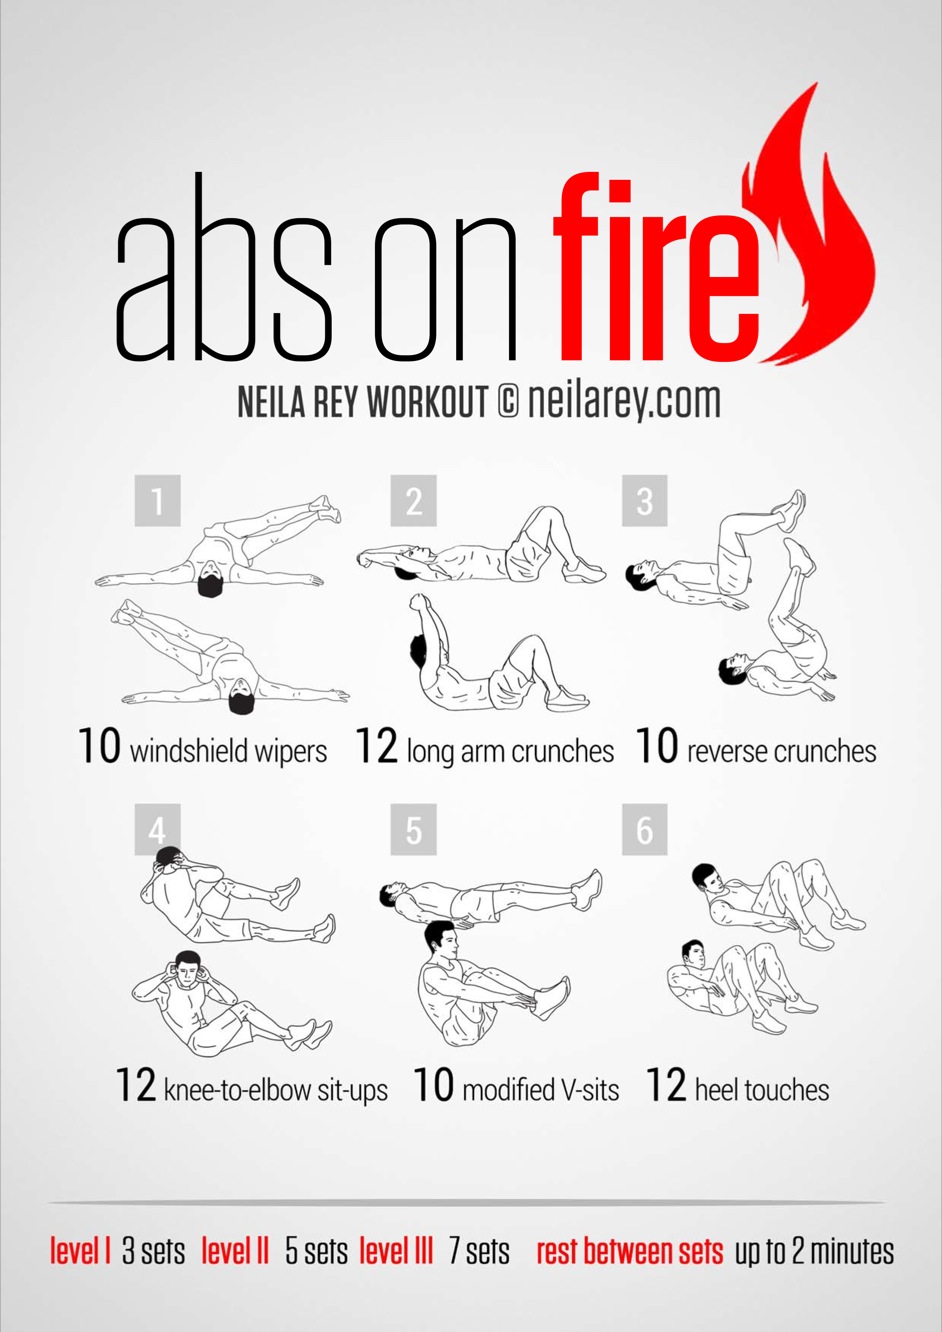 abs on fire
NEILA REY WORKOUT © neilarey.com
1
2
3
10 windshield wipers
12 long arm crunches
10 reverse crunches
4
5
6
12 knee-to-elbow sit-ups
10 modified V-sits
12 heel touches
level I 3 sets level II 5 sets level III 7 sets rest between sets up to 2 minutes